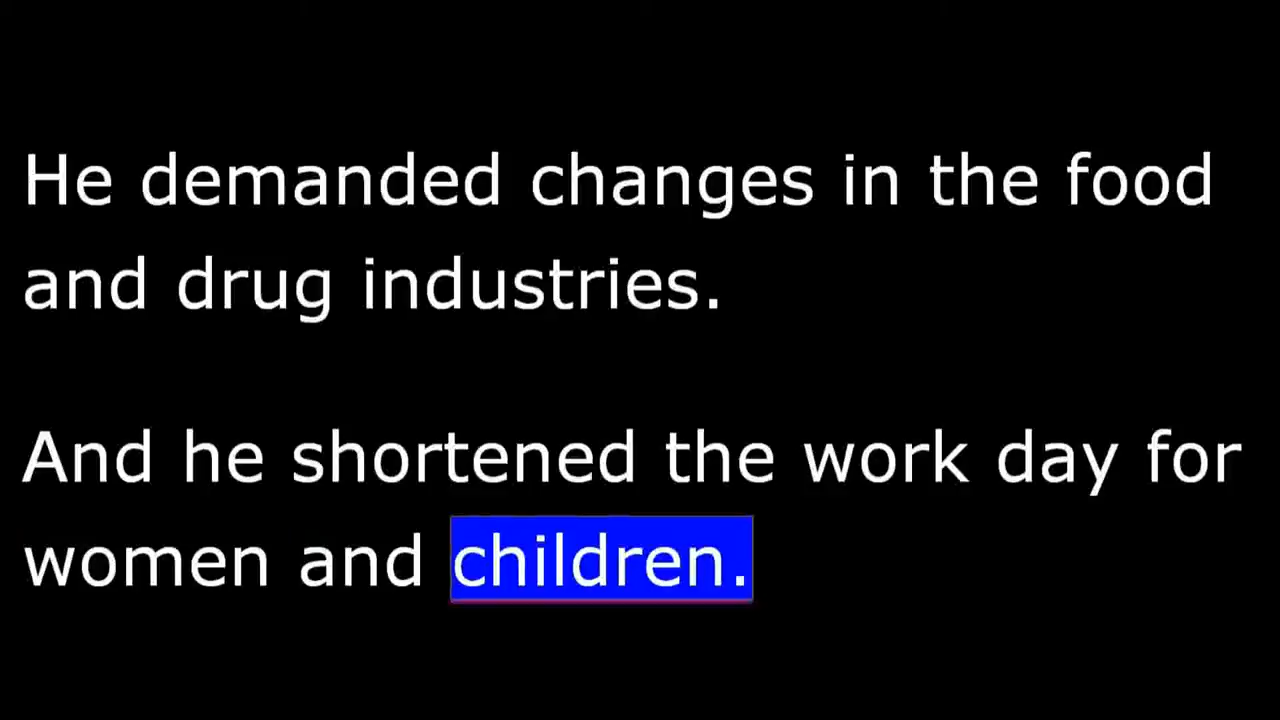 He demanded changes in the food
and drug industries.
And he shortened the work day for
women and children.